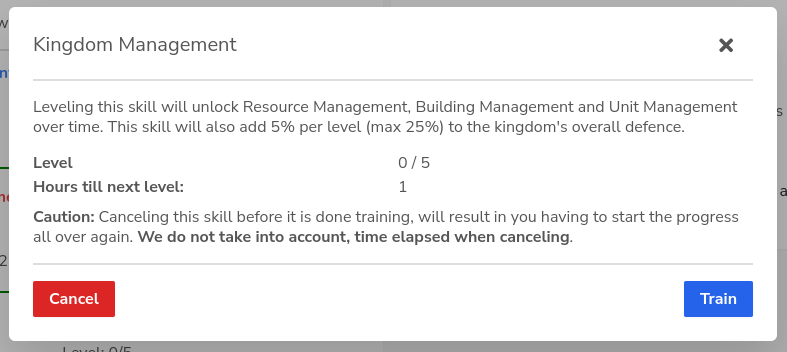 Kingdom Management
Leveling this skill will unlock Resource Management, Building Management and Unit Management
over time. This skill will also add 5% per level (max 25%) to the kingdom's overall defence.
Level 0 / 5
Hours till next level: 1
Caution: Canceling this skill before it is done training, will result in you having to start the progress
all over again. We do not take into account, time elapsed when canceling.
Cancel Train
Level: 0/5